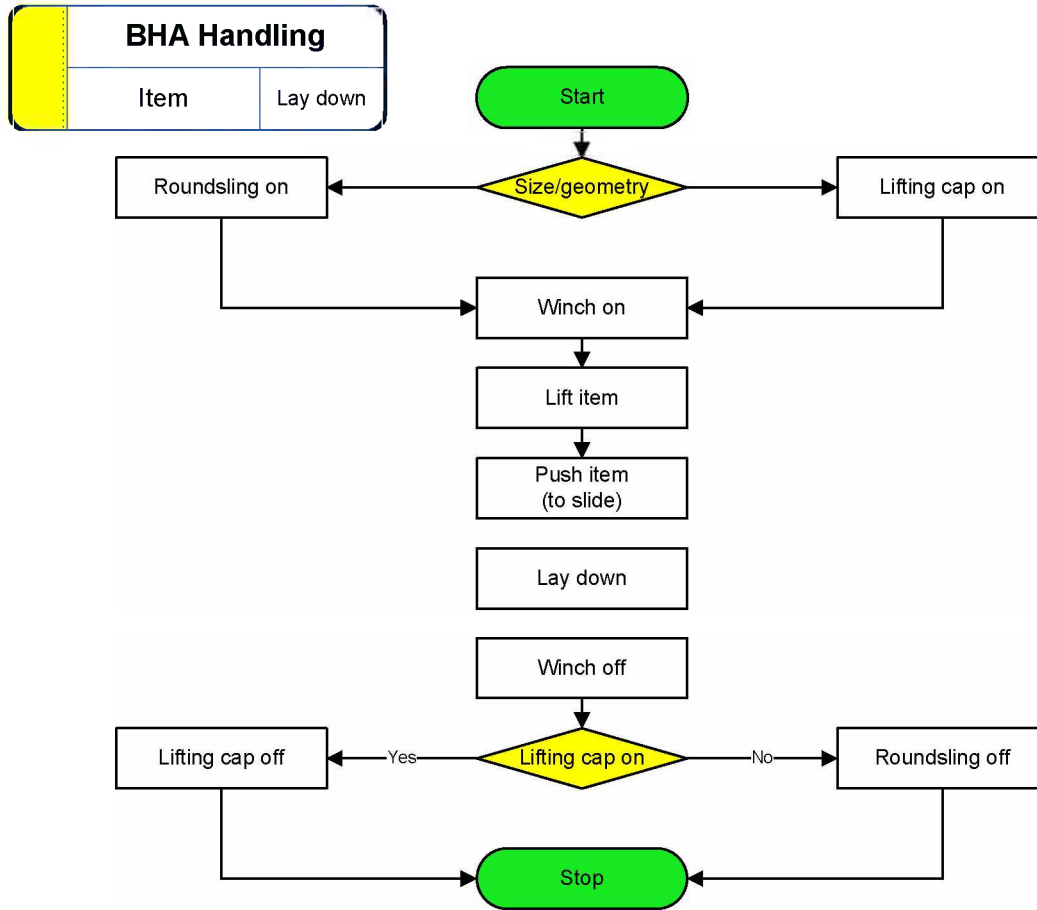 BHA Handling
Item
Lay down
Start
Roundsling on
Size/geometry
Lifting cap on
Winch on
Lift item
Push item
(to slide)
Lay down
Winch off
Lifting cap off
Yes
Lifting cap on
No
Roundsling off
Stop